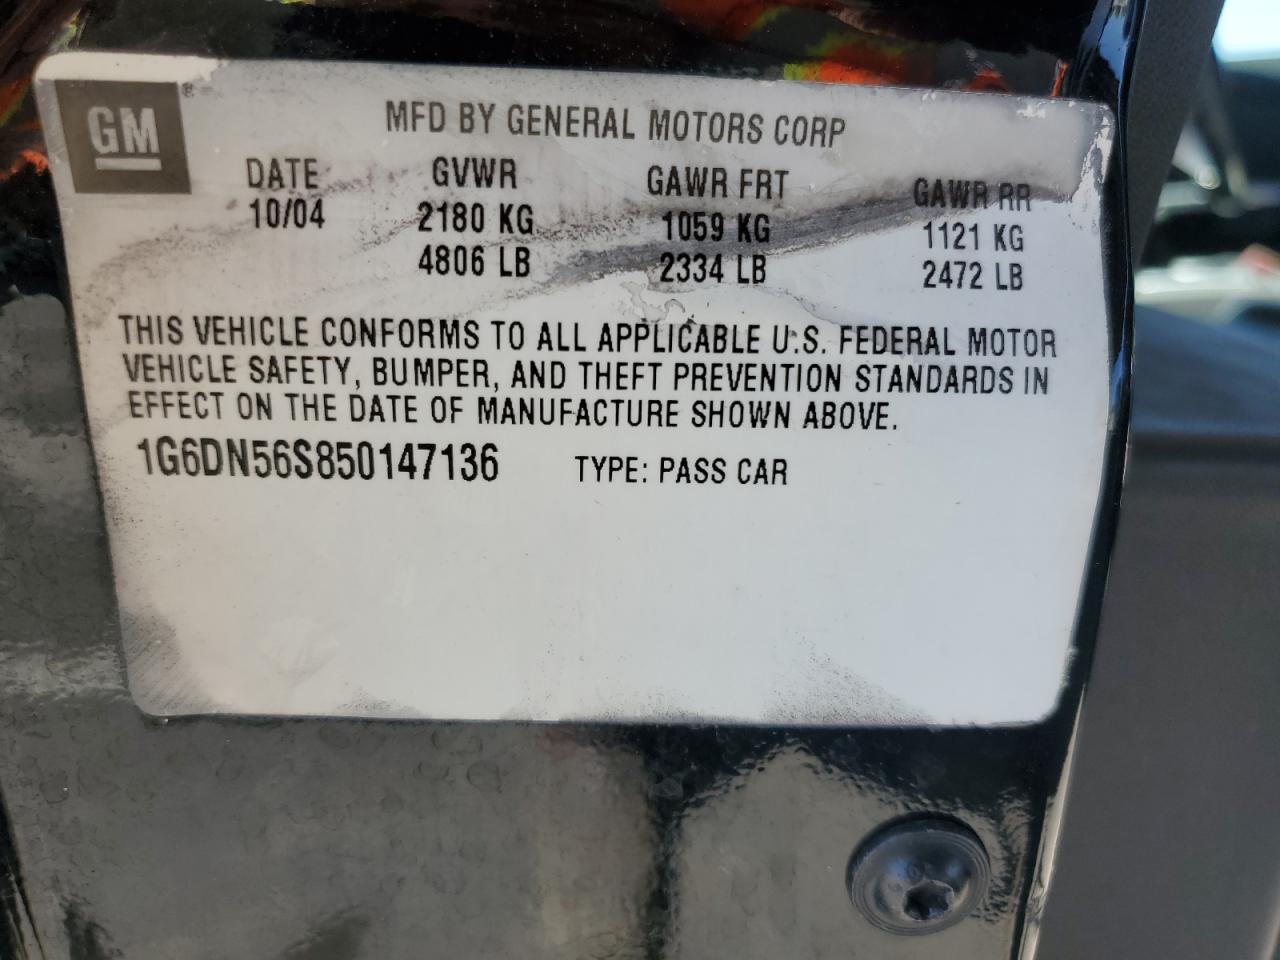 GM®
MFD BY GENERAL MOTORS CORP
DATE GVWR GAWR FRT GAWR RR
10/04 2180 KG 1059 KG 1121 KG
4806 LB 2334 LB 2472 LB
THIS VEHICLE CONFORMS TO ALL APPLICABLE U.S. FEDERAL MOTOR
VEHICLE SAFETY, BUMPER, AND THEFT PREVENTION STANDARDS IN
EFFECT ON THE DATE OF MANUFACTURE SHOWN ABOVE.
1G6DN56S850147136 TYPE: PASS CAR